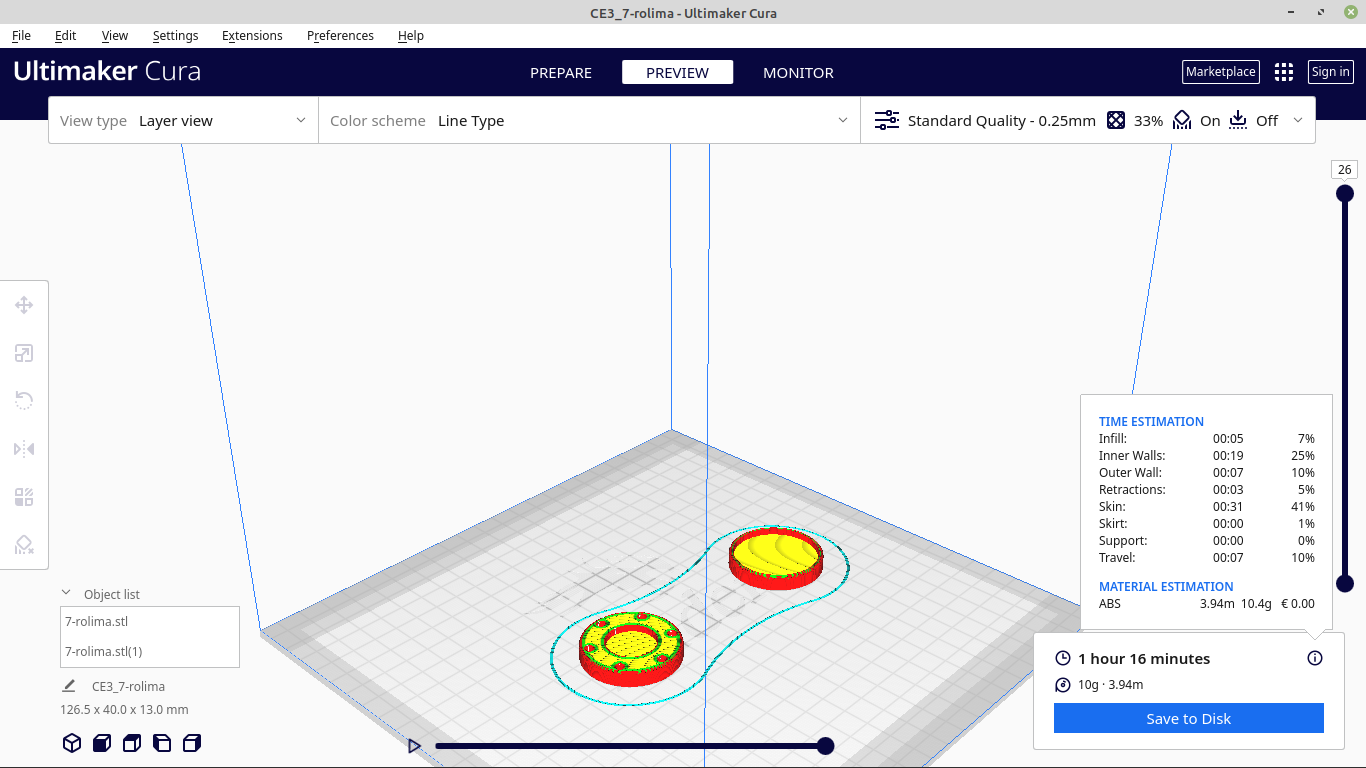 CE3_7-rolima - Ultimaker Cura
File Edit View Settings Extensions Preferences Help
Ultimaker Cura PREPARE PREVIEW MONITOR Marketplace Sign in
View type Layer view Color scheme Line Type Standard Quality - 0.25mm 33% On Off
26
TIME ESTIMATION
Infill: 00:05 7%
Inner Walls: 00:19 25%
Outer Wall: 00:07 10%
Retractions: 00:03 5%
Skin: 00:31 41%
Skirt: 00:00 1%
Support: 00:00 0%
Travel: 00:07 10%
MATERIAL ESTIMATION
ABS 3.94m 10.4g € 0.00
Object list
7-rolima.stl
7-rolima.stl(1)
CE3_7-rolima
126.5 x 40.0 x 13.0 mm
1 hour 16 minutes
10g · 3.94m
Save to Disk